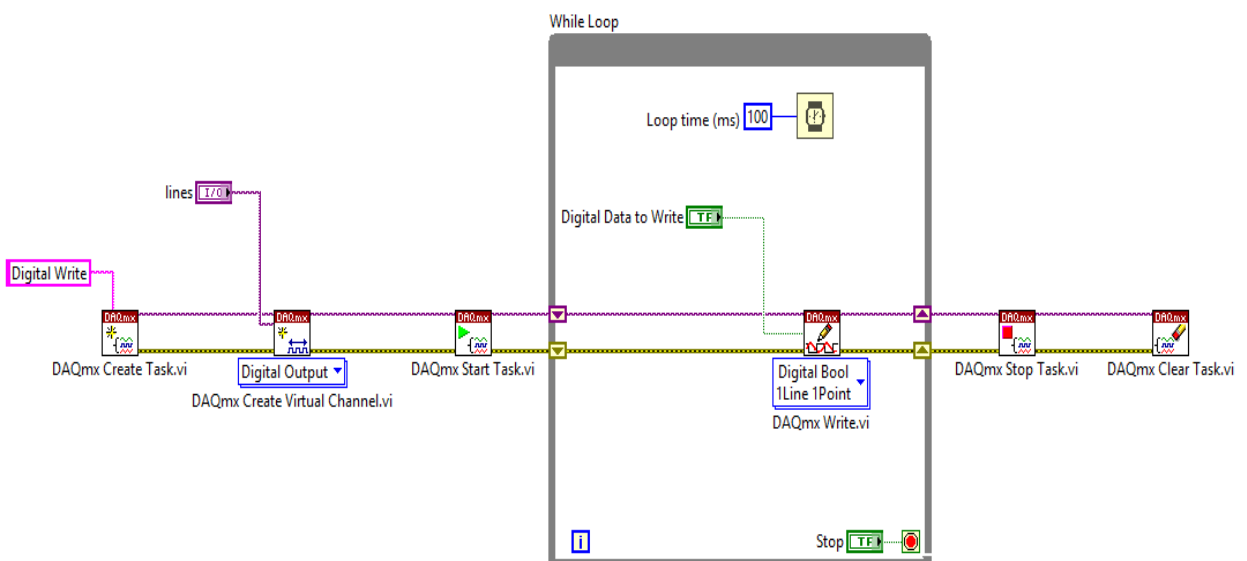 While Loop
Loop time (ms) 100
lines I/O
Digital Data to Write TF
Digital Write
DAQmx
DAQmx
DAQmx
DAQmx
DAQmx
DAQmx
DAQmx Create Task.vi
Digital Output
DAQmx Create Virtual Channel.vi
DAQmx Start Task.vi
Digital Bool
1Line 1Point
DAQmx Write.vi
DAQmx Stop Task.vi
DAQmx Clear Task.vi
i
Stop TF